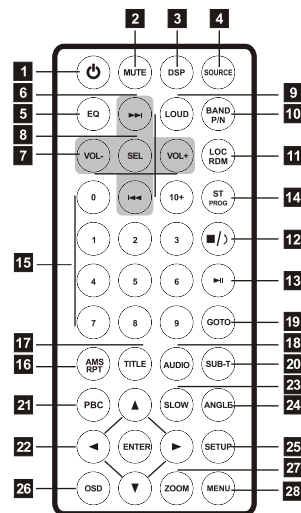 2 3 4
1 MUTE DSP SOURCE
6 9
5 EQ LOUD BAND P/N 10
8
7 VOL- SEL VOL+ LOC RDM 11
0 10+ ST PROG 14
1 2 3 12
15
4 5 6 13
7 8 9 GOTO 19
17 18
16 AMS RPT TITLE AUDIO SUB-T 20
23
21 PBC SLOW ANGLE 24
22 ENTER SETUP 25
27
26 OSD ZOOM MENU 28